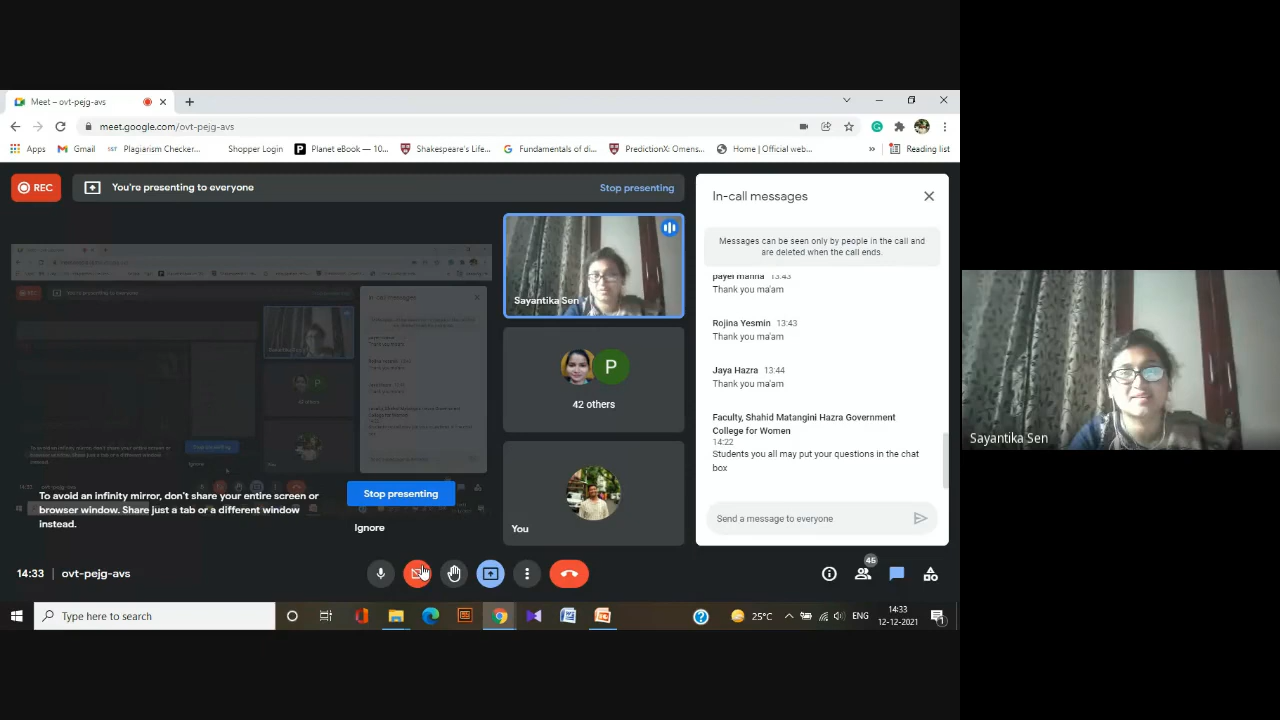 Meet – ovt-pejg-avs
meet.google.com/ovt-pejg-avs
Apps
Gmail
SST
Plagiarism Checker...
Shopper Login
P
Planet eBook — 10...
Shakespeare's Life...
Fundamentals of di...
PredictionX: Omens...
Home | Official web...
»
Reading list
REC
You're presenting to everyone
Stop presenting
Sayantika Sen
P
42 others
You
To avoid an infinity mirror, don't share your entire screen or
browser window. Share just a tab or a different window
instead.
Stop presenting
Ignore
In-call messages
Messages can be seen only by people in the call and
are deleted when the call ends.
payel manna 13:43
Thank you ma'am
Rojina Yesmin 13:43
Thank you ma'am
Jaya Hazra 13:44
Thank you ma'am
Faculty, Shahid Matangini Hazra Government
College for Women
14:22
Students you all may put your questions in the chat
box
Send a message to everyone
14:33 | ovt-pejg-avs
45
Type here to search
25°C
ENG
14:33
12-12-2021
1
Sayantika Sen